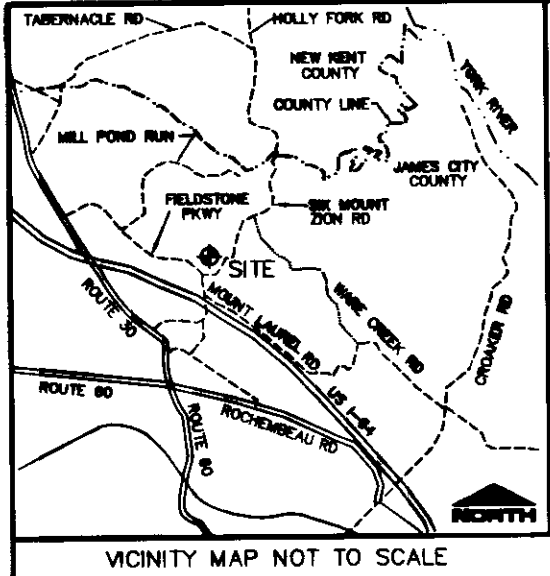 TABERNACLE RD
HOLLY FORK RD
NEW KENT
COUNTY
COUNTY LINE
YORK RIVER
MILL POND RUN
JAMES CITY
COUNTY
FIELDSTONE
PKWY
SIX MOUNT
ZION RD
SITE
MOUNT LAUREL RD
WARE CREEK RD
CROAKER RD
ROUTE 30
US I-64
ROUTE 60
ROCHEMBEAU RD
ROUTE 60
NORTH
VICINITY MAP NOT TO SCALE